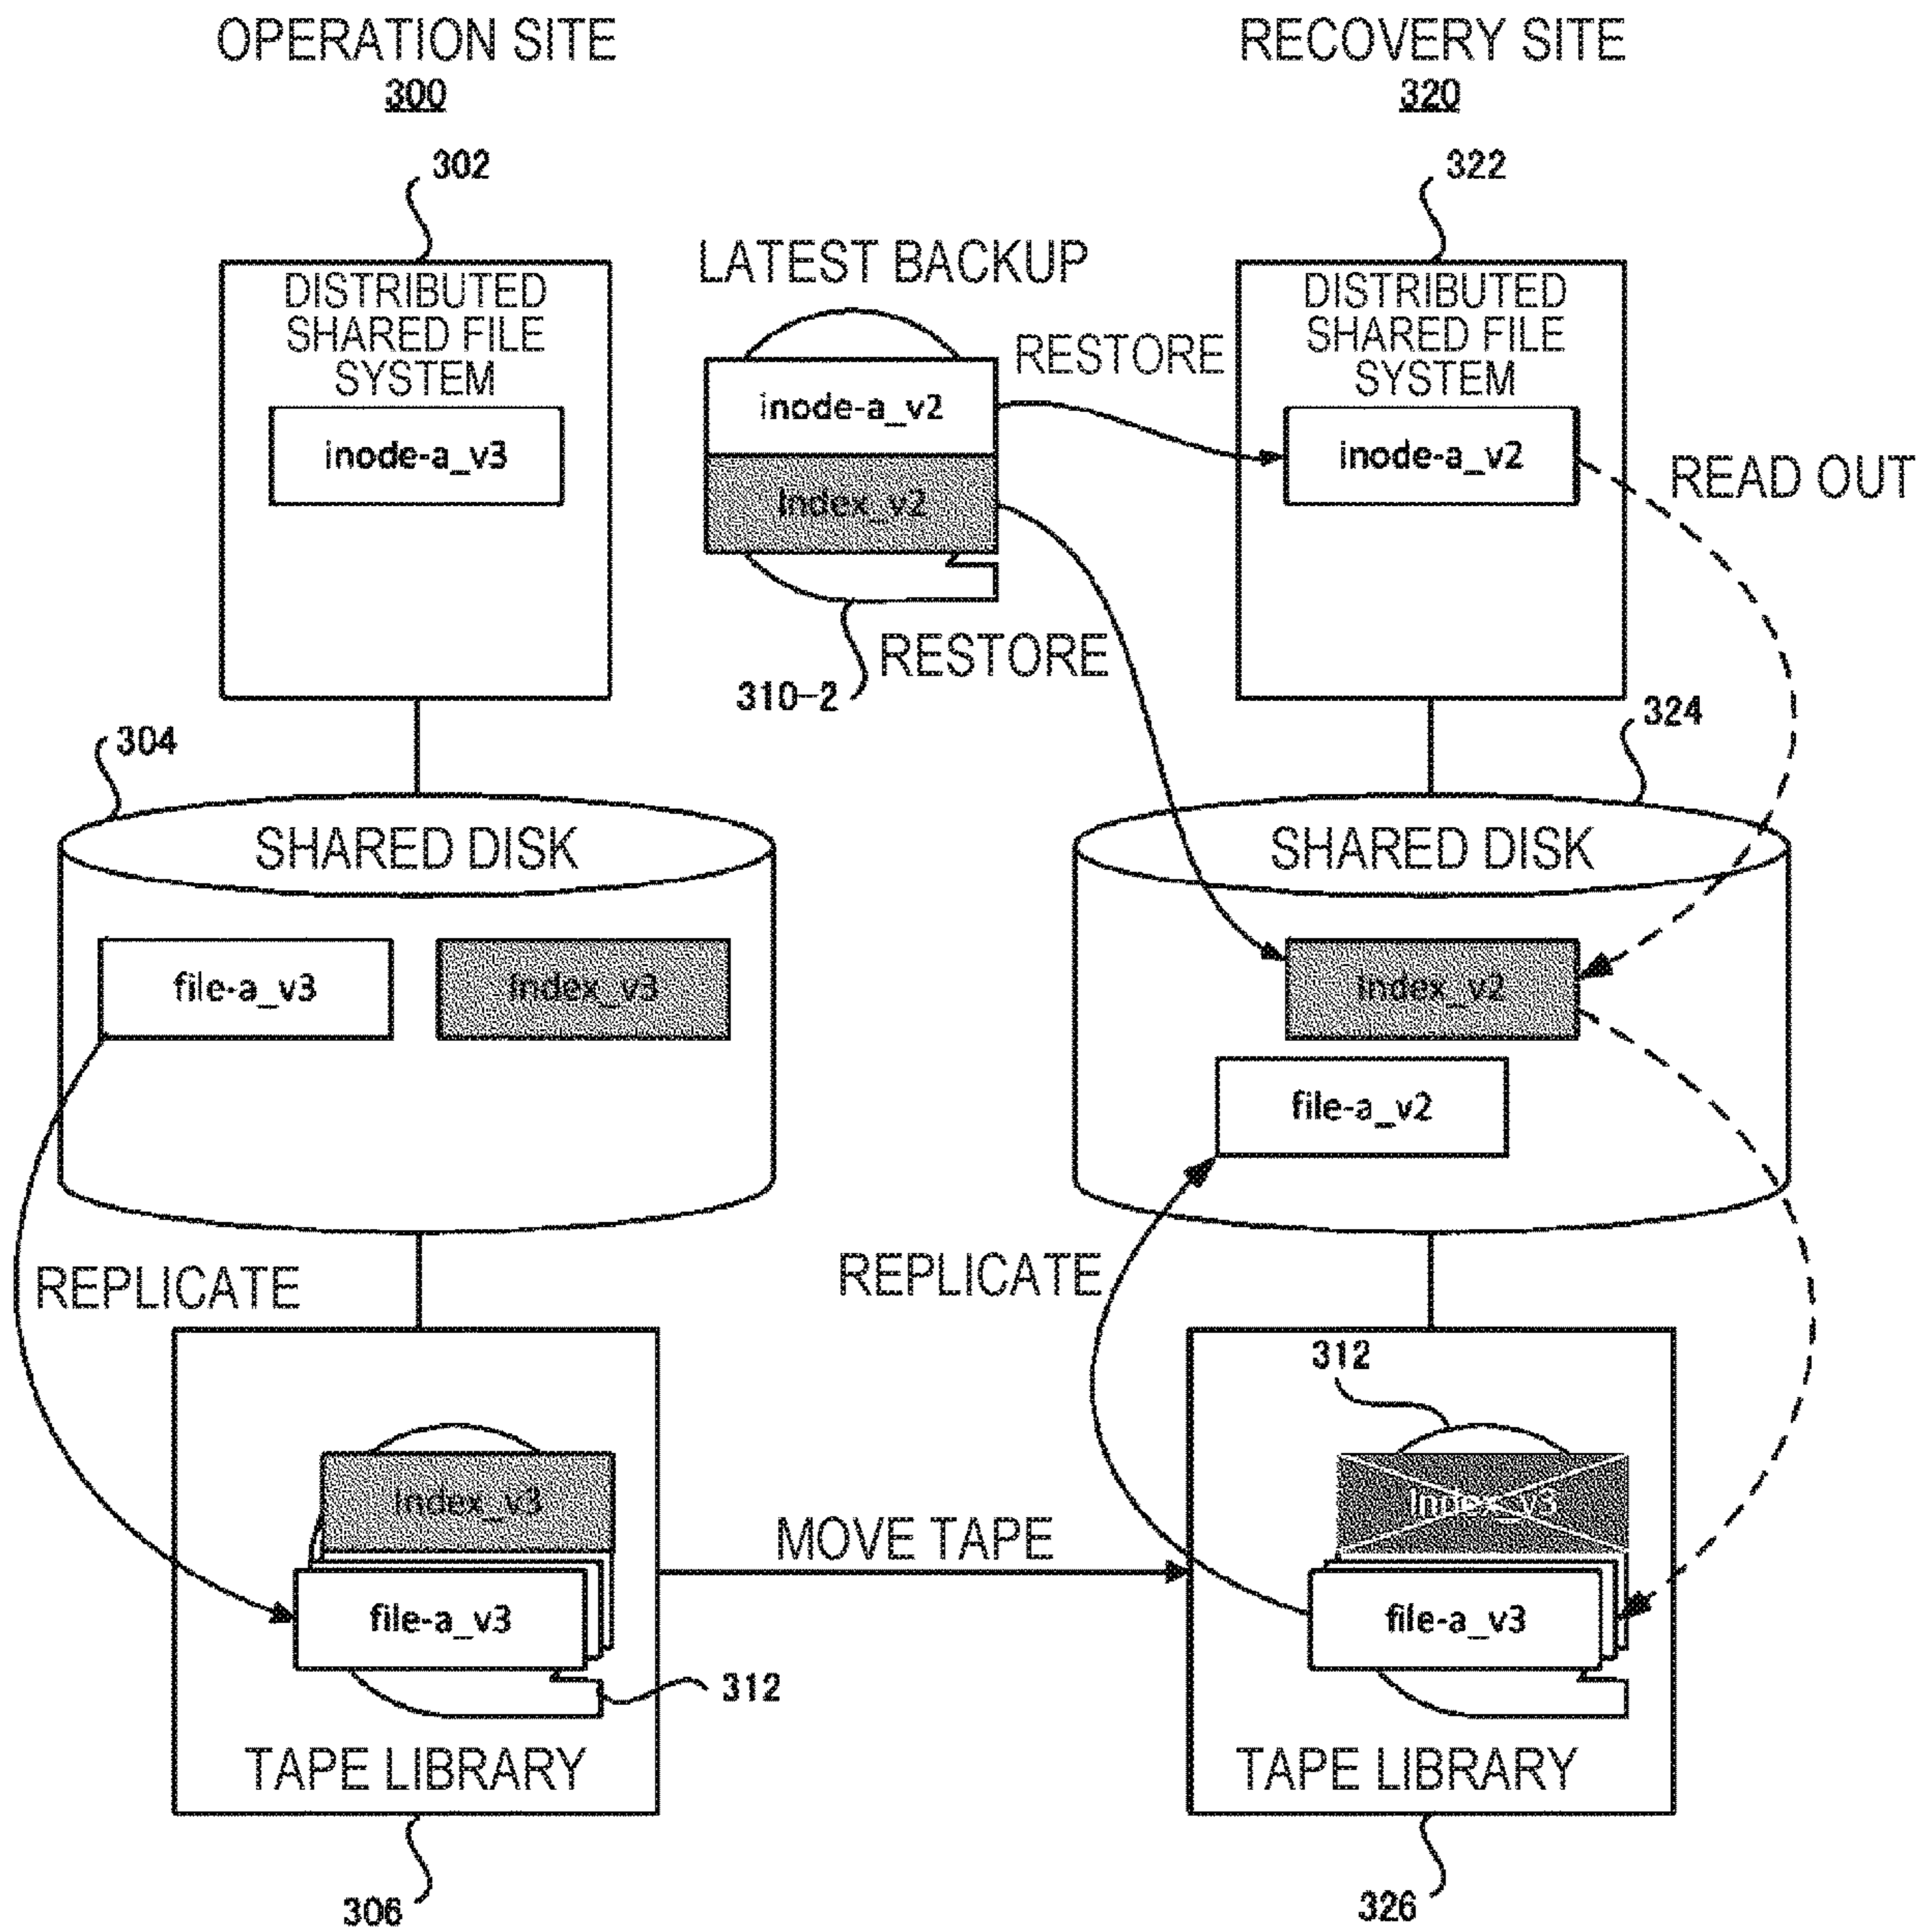 OPERATION SITE
300
RECOVERY SITE
320
302
322
LATEST BACKUP
DISTRIBUTED
SHARED FILE
SYSTEM
inode-a_v3
inode-a_v2
Index_v2
RESTORE
RESTORE
310-2
DISTRIBUTED
SHARED FILE
SYSTEM
inode-a_v2
READ OUT
304
324
SHARED DISK
file-a_v3
Index_v3
SHARED DISK
Index_v2
file-a_v2
REPLICATE
REPLICATE
Index_v3
file-a_v3
312
TAPE LIBRARY
306
MOVE TAPE
312
Index_v3
file-a_v3
TAPE LIBRARY
326